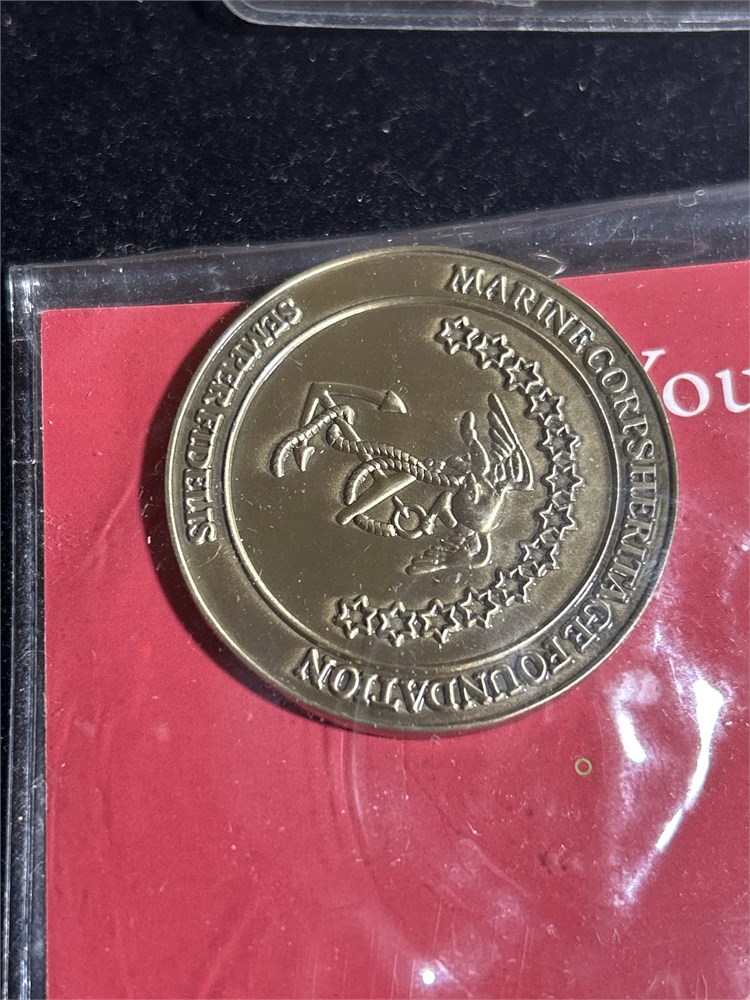 MARINE CORPS HERITAGE FOUNDATION
SEMPER FIDELIS
You